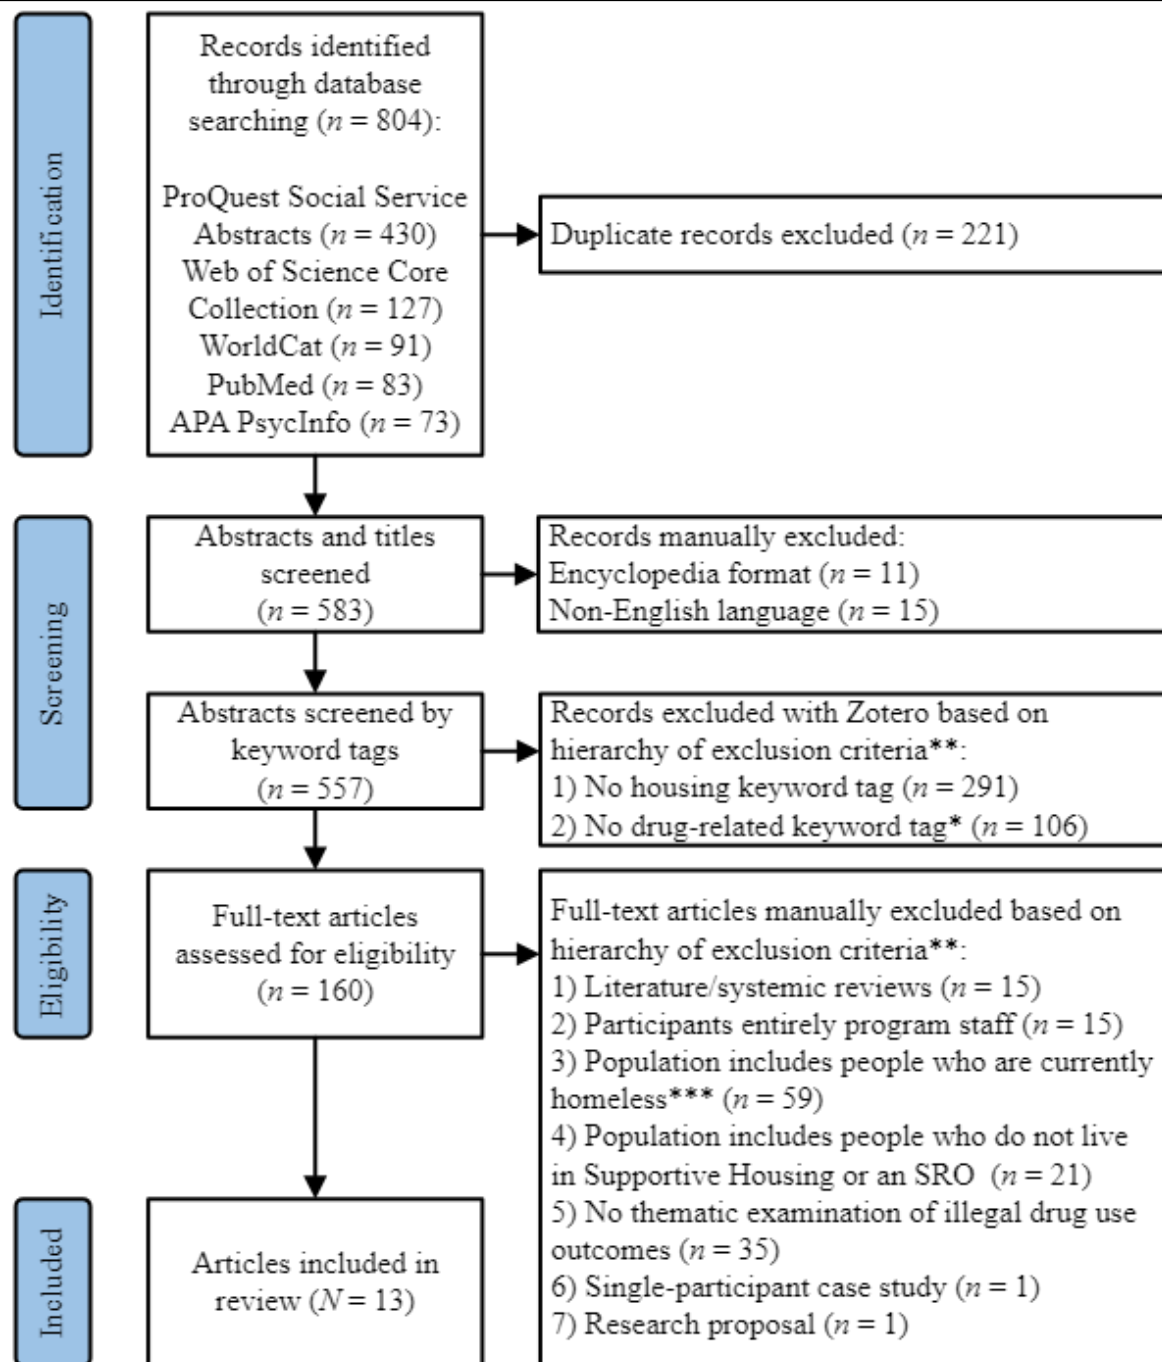 Identification
Records identified
through database
searching (n = 804):
ProQuest Social Service
Abstracts (n = 430)
Web of Science Core
Collection (n = 127)
WorldCat (n = 91)
PubMed (n = 83)
APA PsycInfo (n = 73)
Duplicate records excluded (n = 221)
Screening
Abstracts and titles
screened
(n = 583)
Records manually excluded:
Encyclopedia format (n = 11)
Non-English language (n = 15)
Abstracts screened by
keyword tags
(n = 557)
Records excluded with Zotero based on
hierarchy of exclusion criteria**:
1) No housing keyword tag (n = 291)
2) No drug-related keyword tag* (n = 106)
Eligibility
Full-text articles
assessed for eligibility
(n = 160)
Full-text articles manually excluded based on
hierarchy of exclusion criteria**:
1) Literature/systemic reviews (n = 15)
2) Participants entirely program staff (n = 15)
3) Population includes people who are currently
homeless*** (n = 59)
4) Population includes people who do not live
in Supportive Housing or an SRO (n = 21)
5) No thematic examination of illegal drug use
outcomes (n = 35)
6) Single-participant case study (n = 1)
7) Research proposal (n = 1)
Included
Articles included in
review (N = 13)